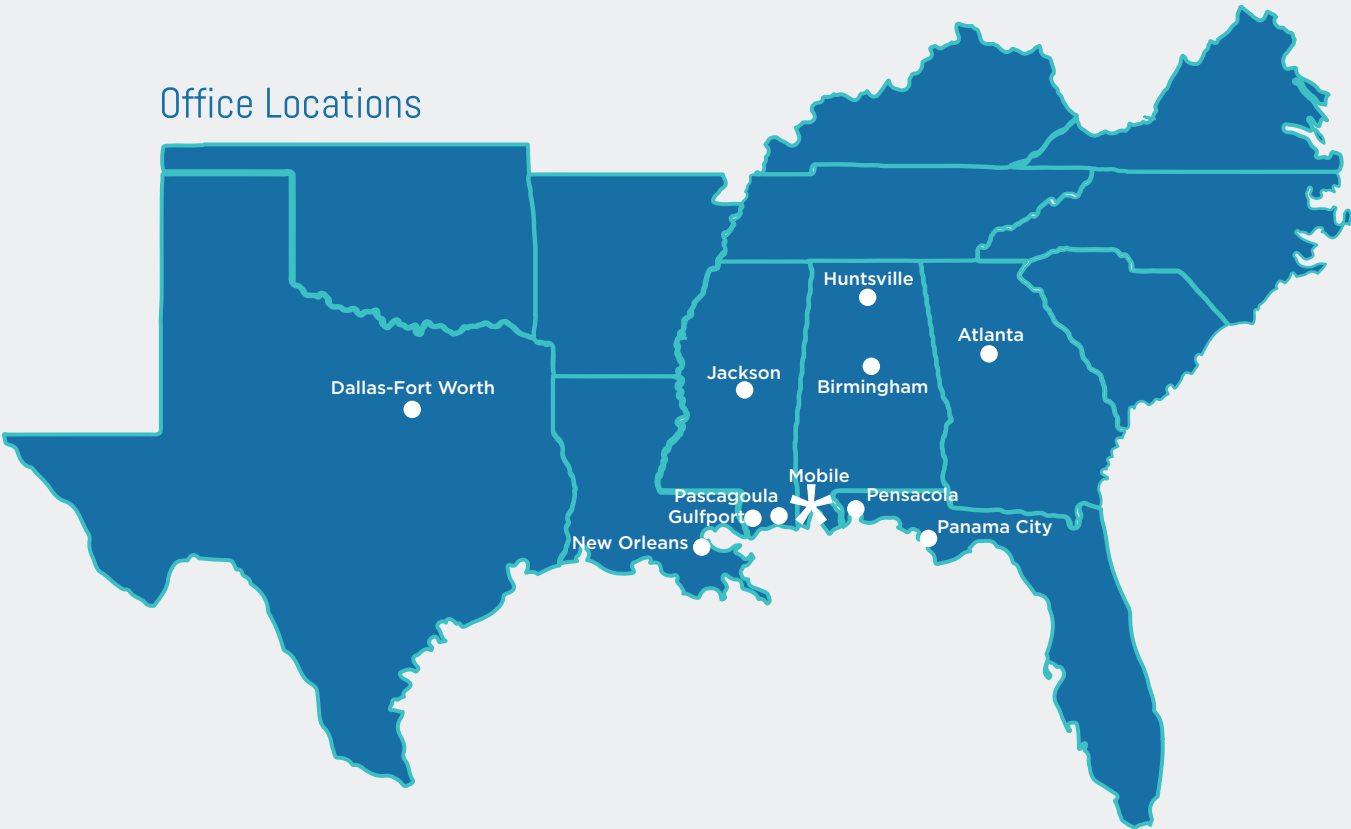 Office Locations
Huntsville
Atlanta
Jackson
Birmingham
Dallas-Fort Worth
Mobile
Pascagoula
Pensacola
Gulfport
Panama City
New Orleans